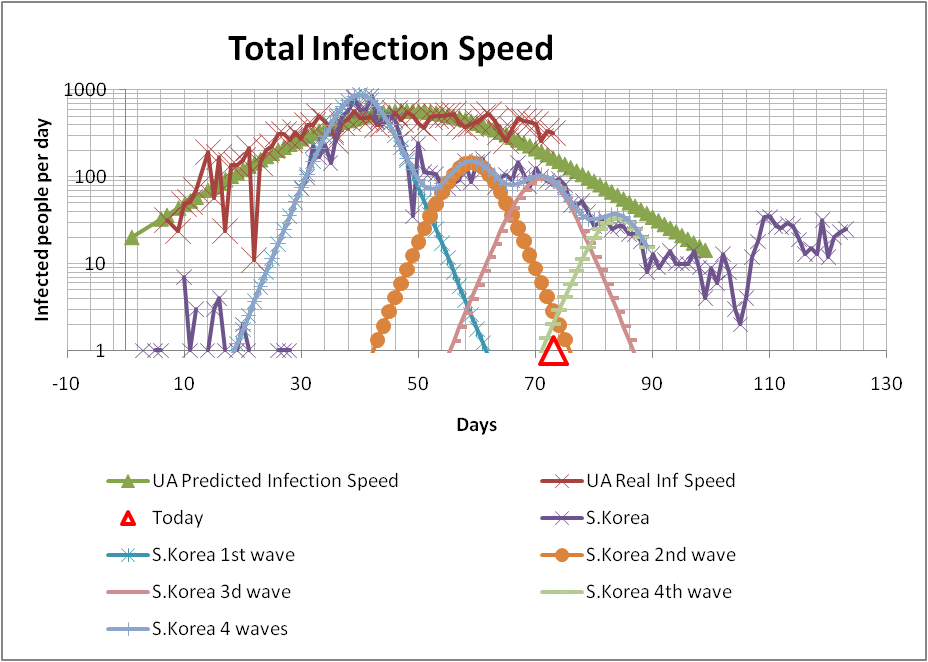 Total Infection Speed
Infected people per day
1000
100
10
1
-10 10 30 50 70 90 110 130
Days
UA Predicted Infection Speed
UA Real Inf Speed
Today
S.Korea
S.Korea 1st wave
S.Korea 2nd wave
S.Korea 3d wave
S.Korea 4th wave
S.Korea 4 waves